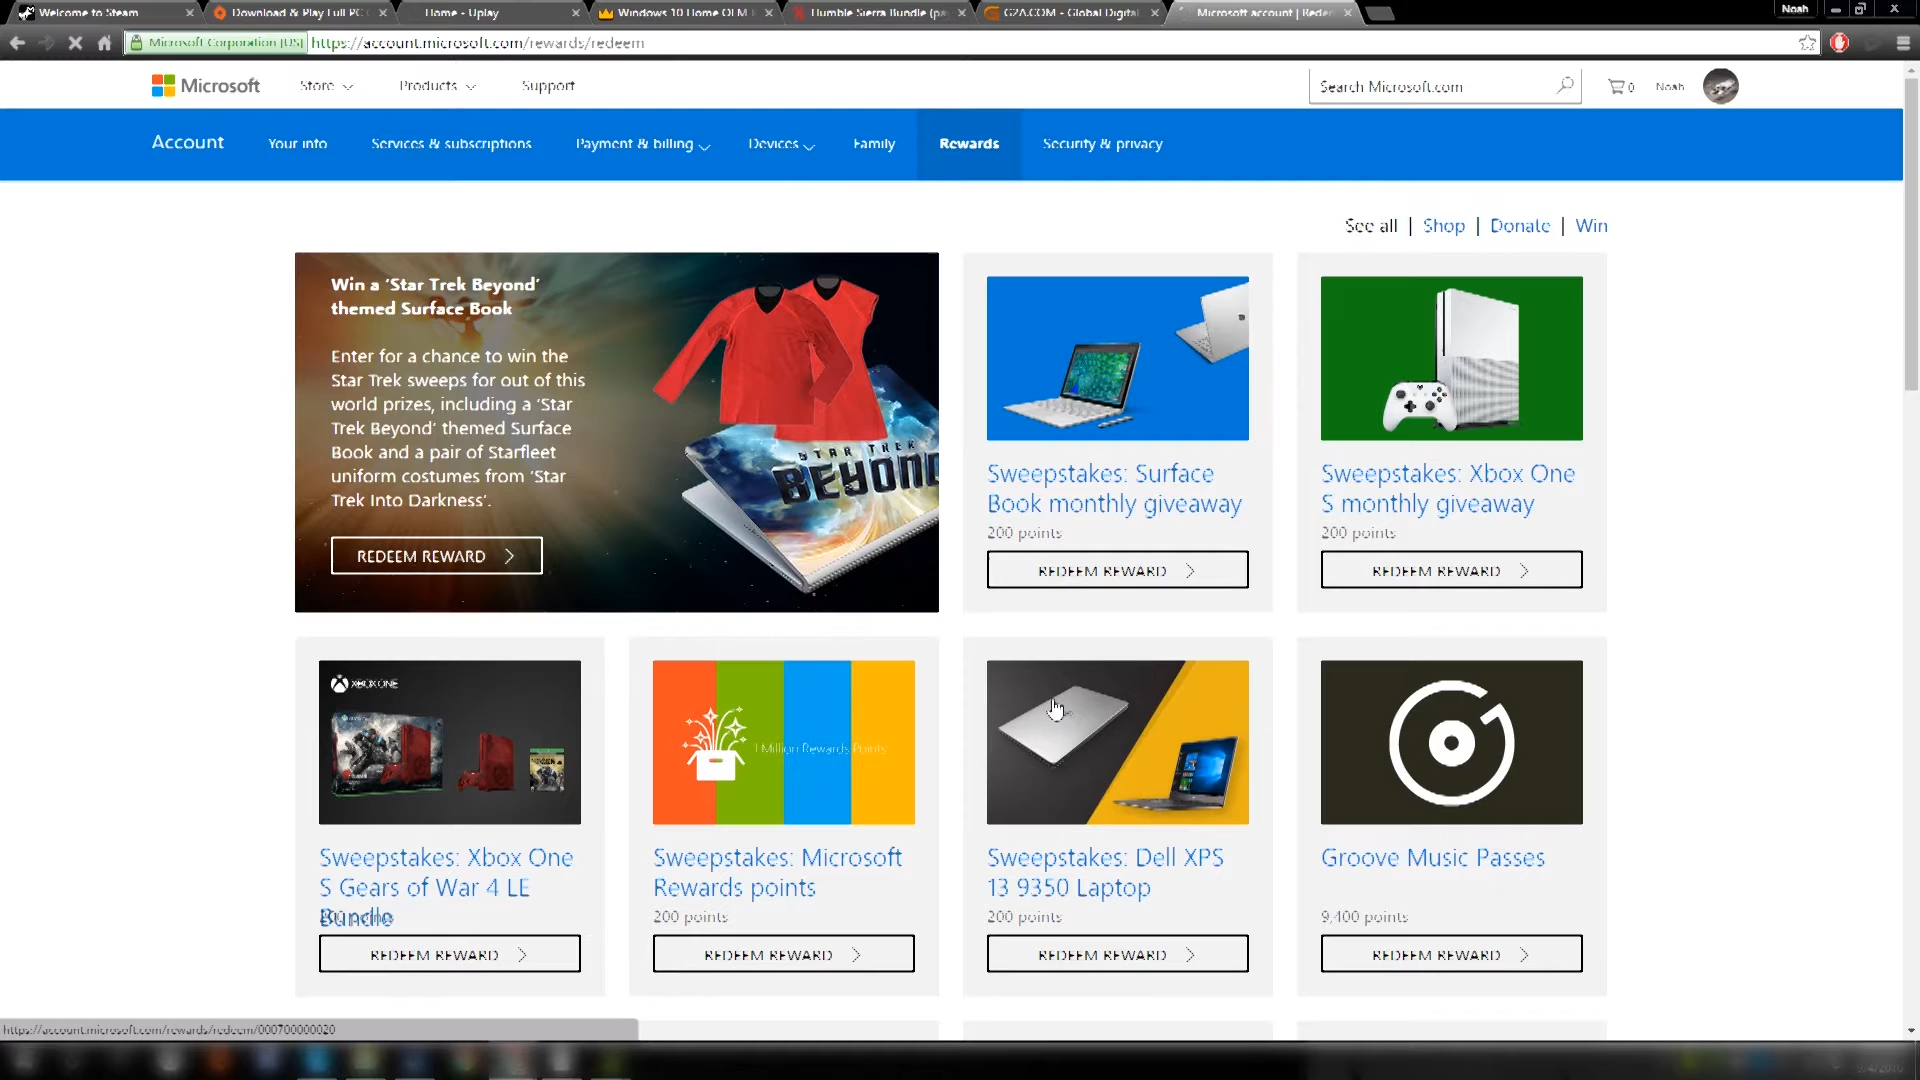 Welcome to Steam
Download & Play Full PC
Home - Uplay
Windows 10 Home OEM
Humble Sierra Bundle (pa
G2A.COM - Global Digital
Microsoft account | Rede
Noah
Microsoft Corporation [US]
https://account.microsoft.com/rewards/redeem
Microsoft
Store
Products
Support
Search Microsoft.com
0
Noah
Account
Your info
Services & subscriptions
Payment & billing
Devices
Family
Rewards
Security & privacy
See all | Shop | Donate | Win
Win a ‘Star Trek Beyond’
themed Surface Book
Enter for a chance to win the
Star Trek sweeps for out of this
world prizes, including a ‘Star
Trek Beyond’ themed Surface
Book and a pair of Starfleet
uniform costumes from ‘Star
Trek Into Darkness’.
REDEEM REWARD
STAR TREK
BEYOND
Sweepstakes: Surface
Book monthly giveaway
200 points
REDEEM REWARD
Sweepstakes: Xbox One
S monthly giveaway
200 points
REDEEM REWARD
XBOX ONE
Sweepstakes: Xbox One
S Gears of War 4 LE
Bundle
200 points
REDEEM REWARD
1 Million Rewards Points
Sweepstakes: Microsoft
Rewards points
200 points
REDEEM REWARD
Sweepstakes: Dell XPS
13 9350 Laptop
200 points
REDEEM REWARD
Groove Music Passes
9,400 points
REDEEM REWARD
https://account.microsoft.com/rewards/redeem/000700000020